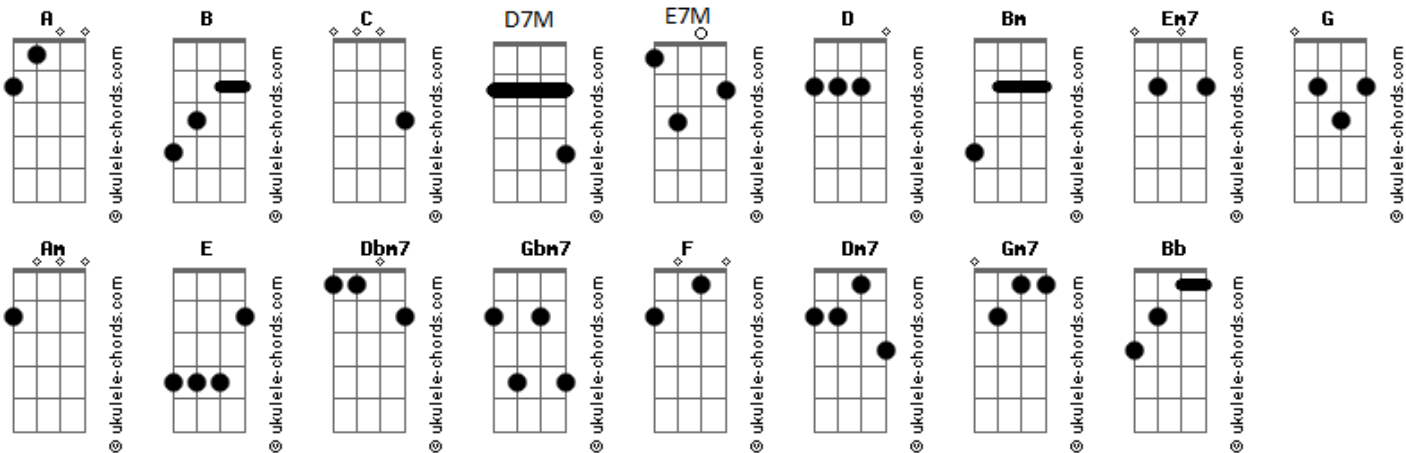 A B C D7M E7M D Bm Em7 G
© ukulele-chords.com © ukulele-chords.com © ukulele-chords.com © ukulele-chords.com © ukulele-chords.com © ukulele-chords.com © ukulele-chords.com © ukulele-chords.com © ukulele-chords.com
Am E Dbm7 Gbm7 F Dm7 Gm7 Bb
© ukulele-chords.com © ukulele-chords.com © ukulele-chords.com © ukulele-chords.com © ukulele-chords.com © ukulele-chords.com © ukulele-chords.com © ukulele-chords.com